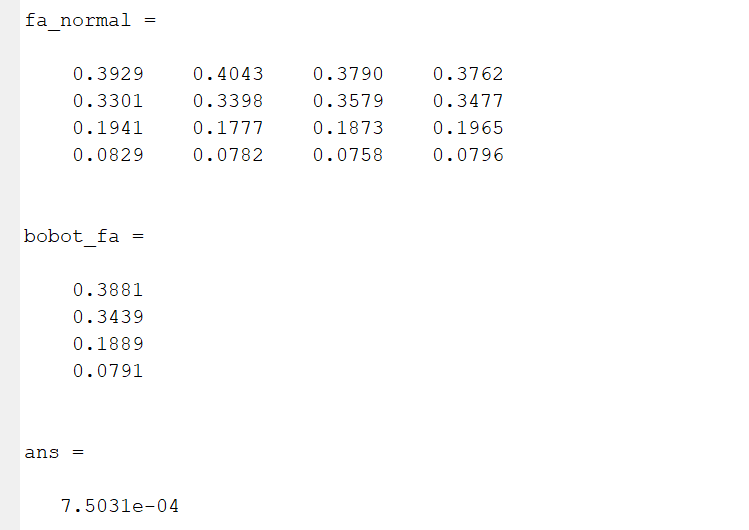 fa_normal =
0.3929 0.4043 0.3790 0.3762
0.3301 0.3398 0.3579 0.3477
0.1941 0.1777 0.1873 0.1965
0.0829 0.0782 0.0758 0.0796
bobot_fa =
0.3881
0.3439
0.1889
0.0791
ans =
7.5031e-04